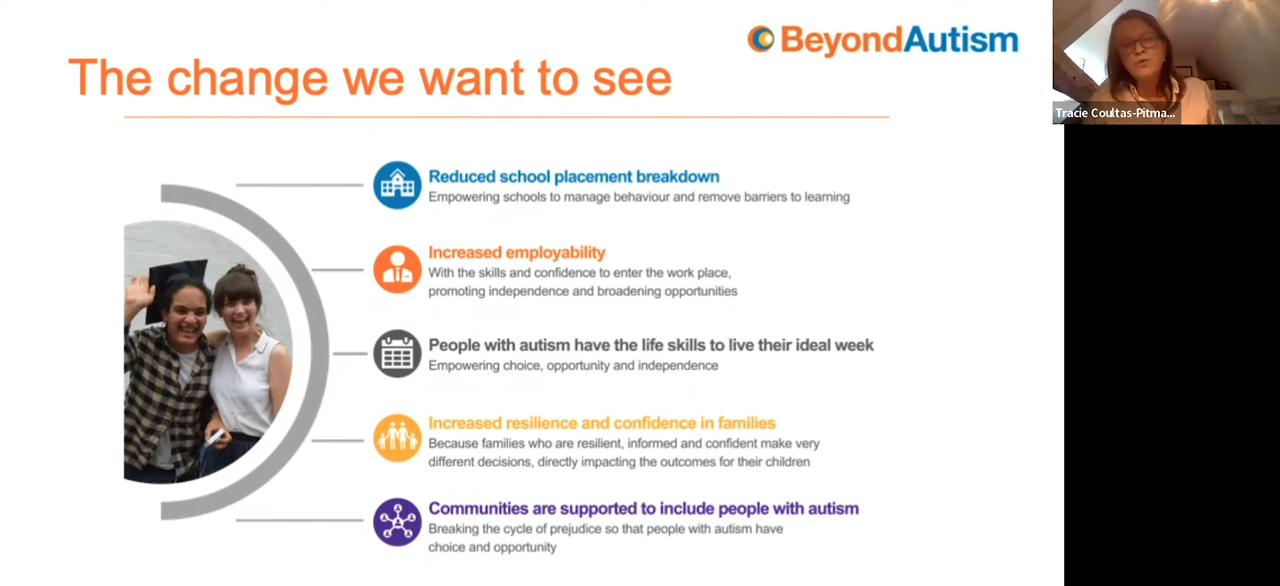 BeyondAutism
The change we want to see
Tracie Coultas-Pitma...
Reduced school placement breakdown
Empowering schools to manage behaviour and remove barriers to learning
Increased employability
With the skills and confidence to enter the work place,
promoting independence and broadening opportunities
People with autism have the life skills to live their ideal week
Empowering choice, opportunity and independence
Increased resilience and confidence in families
Because families who are resilient, informed and confident make very
different decisions, directly impacting the outcomes for their children
Communities are supported to include people with autism
Breaking the cycle of prejudice so that people with autism have
choice and opportunity